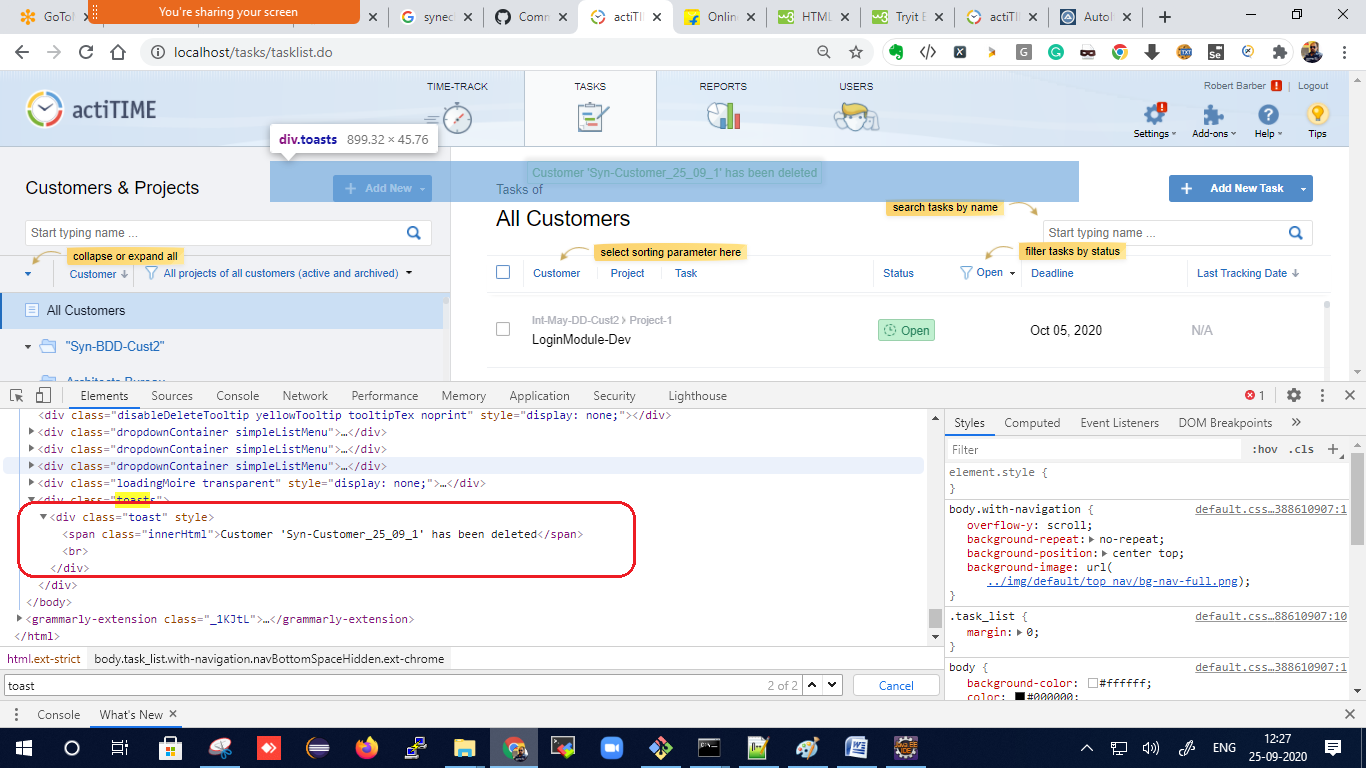 GoTo
You're sharing your screen
synec
Comm
actiTI
Online
HTML
Tryit E
actiTI
AutoI
localhost/tasks/tasklist.do
actiTIME
TIME-TRACK
TASKS
REPORTS
USERS
Robert Barber
Logout
Settings
Add-ons
Help
Tips
div.toasts 899.32 × 45.76
Customers & Projects
Add New
Customer 'Syn-Customer_25_09_1' has been deleted
Tasks of
All Customers
Add New Task
search tasks by name
Start typing name ...
Start typing name ...
collapse or expand all
select sorting parameter here
filter tasks by status
Customer
All projects of all customers (active and archived)
Customer
Project
Task
Status
Open
Deadline
Last Tracking Date
All Customers
"Syn-BDD-Cust2"
Architects Bureau
Int-May-DD-Cust2 > Project-1
LoginModule-Dev
Open
Oct 05, 2020
N/A
Elements Sources Console Network Performance Memory Application Security Lighthouse
1
<div class="disableDeleteTooltip yellowTooltip tooltipTex noprint" style="display: none;"></div>
<div class="dropdownContainer simpleListMenu">…</div>
<div class="dropdownContainer simpleListMenu">…</div>
<div class="dropdownContainer simpleListMenu">…</div>
<div class="loadingMoire transparent" style="display: none;">…</div>
<div class="toasts">
<div class="toast" style>
<span class="innerHtml">Customer 'Syn-Customer_25_09_1' has been deleted</span>
<br>
</div>
</div>
</body>
<grammarly-extension class="_1KJtL">…</grammarly-extension>
</html>
html.ext-strict
body.task_list.with-navigation.navBottomSpaceHidden.ext-chrome
toast
2 of 2
Cancel
Styles Computed Event Listeners DOM Breakpoints »
Filter
:hov .cls +
element.style {
}
body.with-navigation {
default.css…388610907:1
overflow-y: scroll;
background-repeat: no-repeat;
background-position: center top;
background-image: url(
../img/default/top_nav/bg-nav-full.png);
}
.task_list {
default.css…388610907:10
margin: 0;
}
body {
default.css…388610907:1
background-color: #ffffff;
color: #000000;
Console
What's New
ENG
12:27
25-09-2020